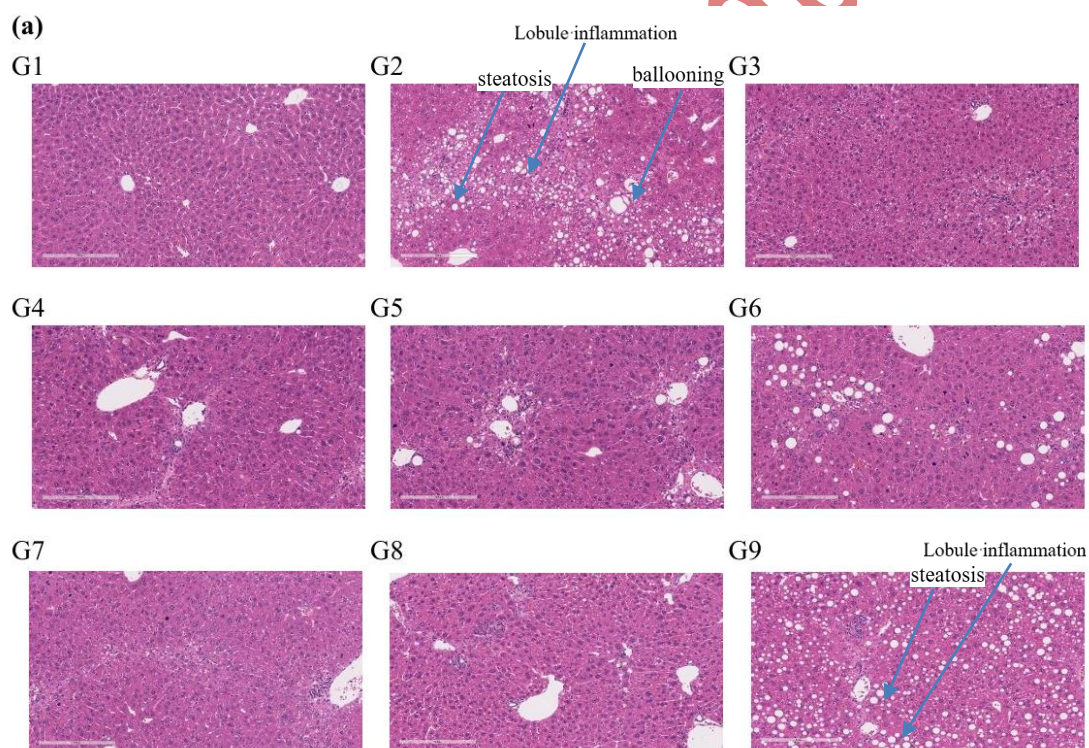 (a)
Lobule inflammation
G1
G2
steatosis
ballooning
G3
G4
G5
G6
G7
G8
G9
Lobule inflammation
steatosis